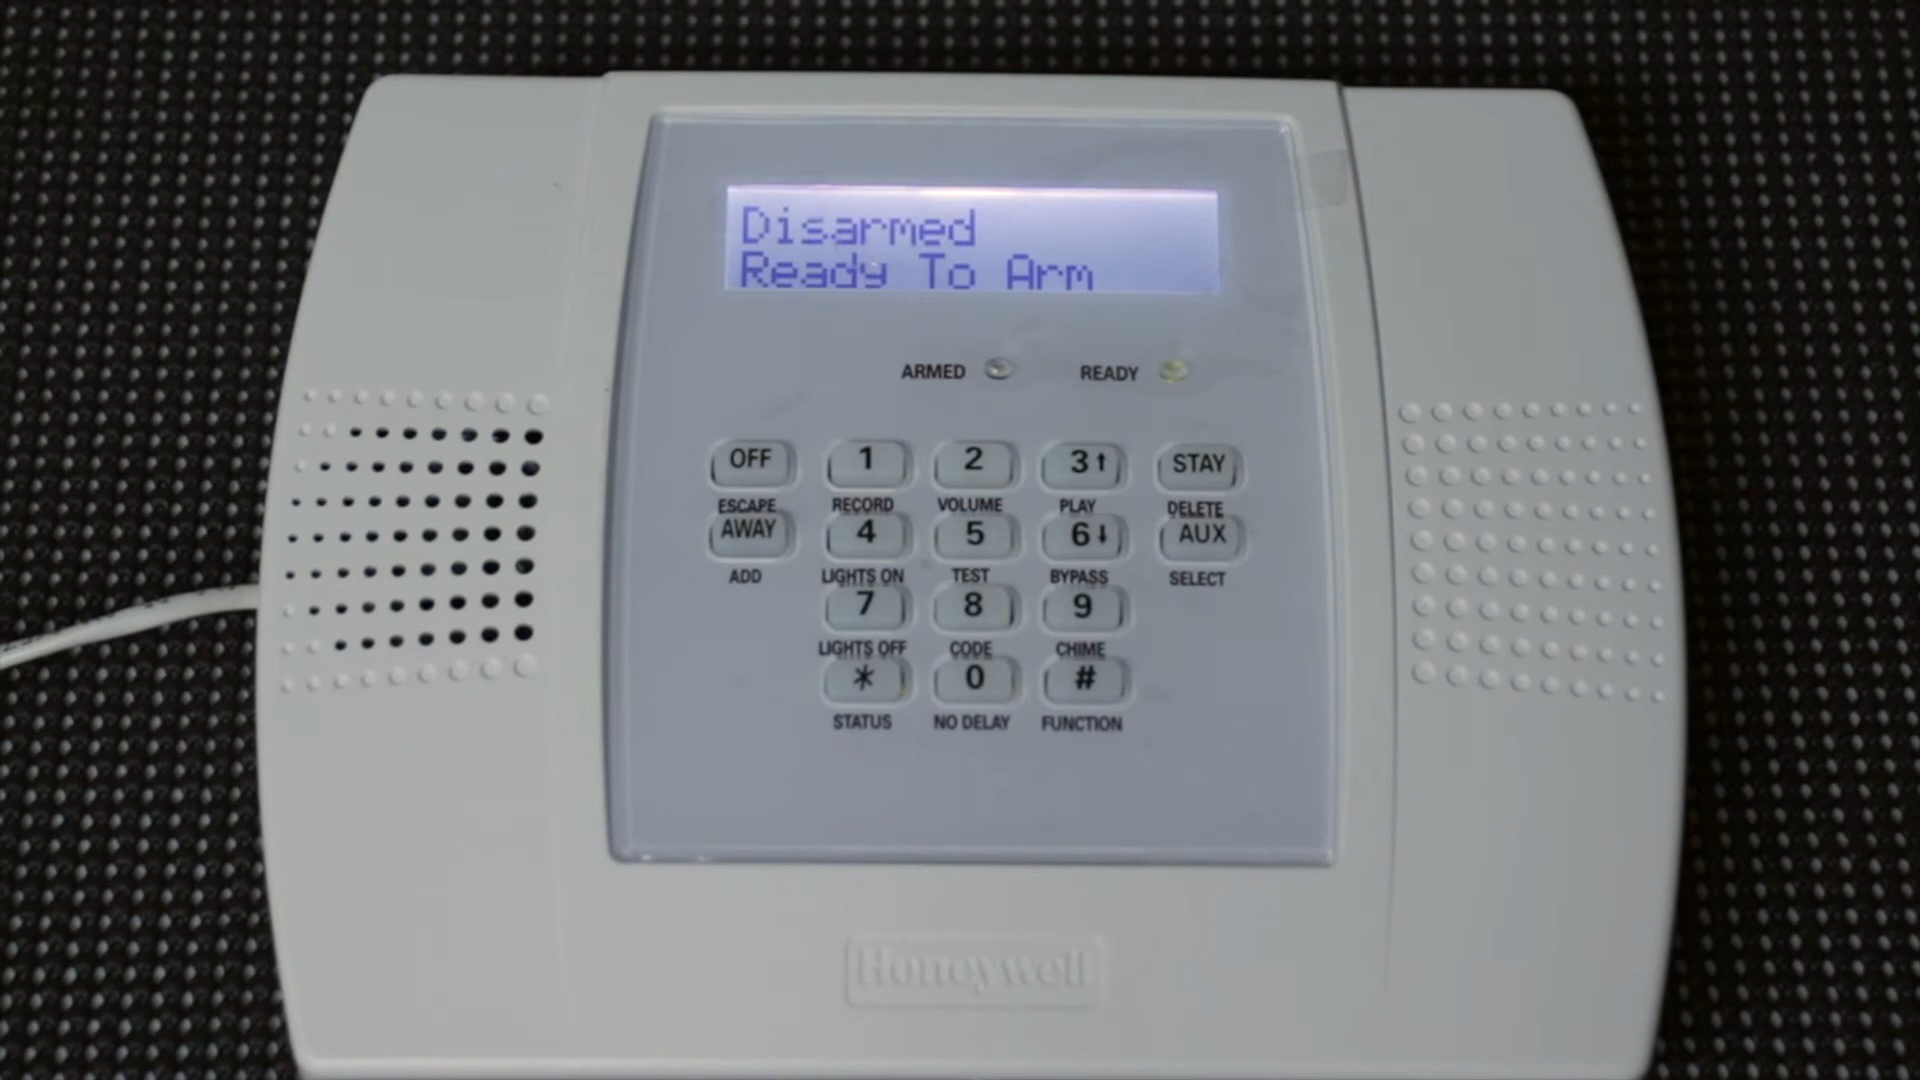 Disarmed
Ready To Arm
ARMED READY
OFF 1 2 3↑ STAY
ESCAPE RECORD VOLUME PLAY DELETE
AWAY 4 5 6↓ AUX
ADD LIGHTS ON TEST BYPASS SELECT
7 8 9
LIGHTS OFF CODE CHIME
* 0 #
STATUS NO DELAY FUNCTION
Honeywell